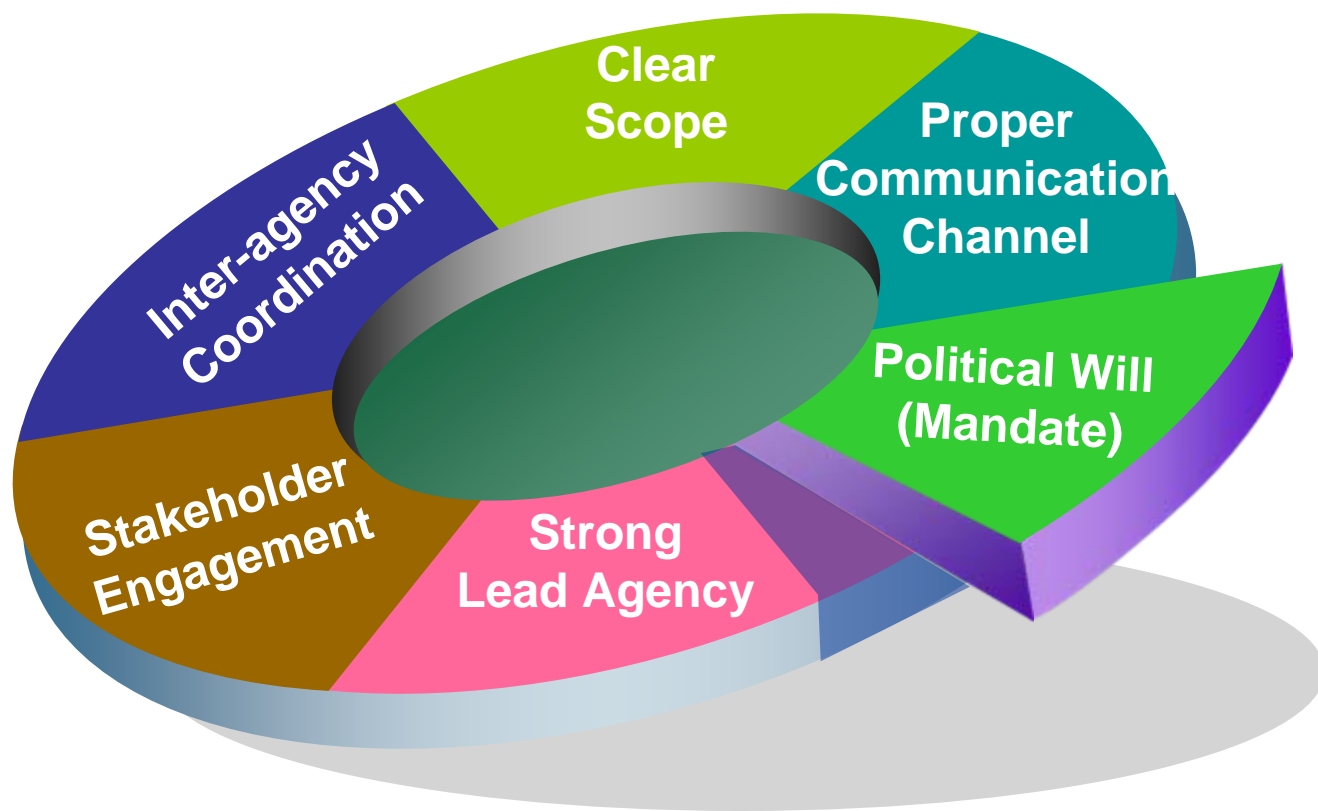 Clear
Scope
Proper
Communication
Channel
Inter-agency
Coordination
Political Will
(Mandate)
Stakeholder
Engagement
Strong
Lead Agency